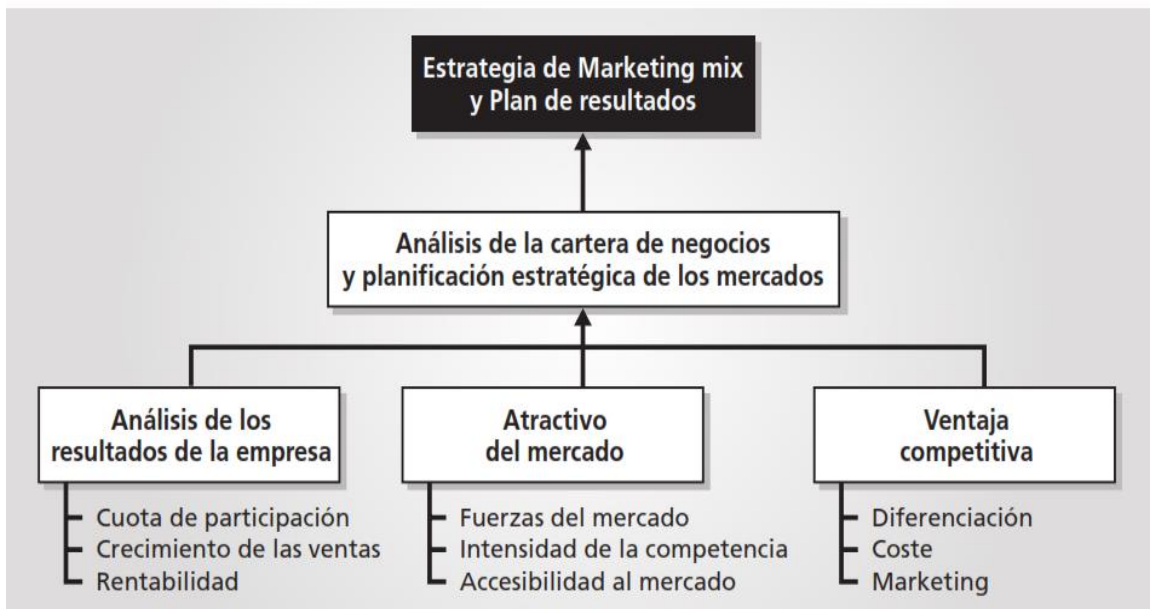 Estrategia de Marketing mix
y Plan de resultados
Análisis de la cartera de negocios
y planificación estratégica de los mercados
Análisis de los
resultados de la empresa
Cuota de participación
Crecimiento de las ventas
Rentabilidad
Atractivo
del mercado
Fuerzas del mercado
Intensidad de la competencia
Accesibilidad al mercado
Ventaja
competitiva
Diferenciación
Coste
Marketing